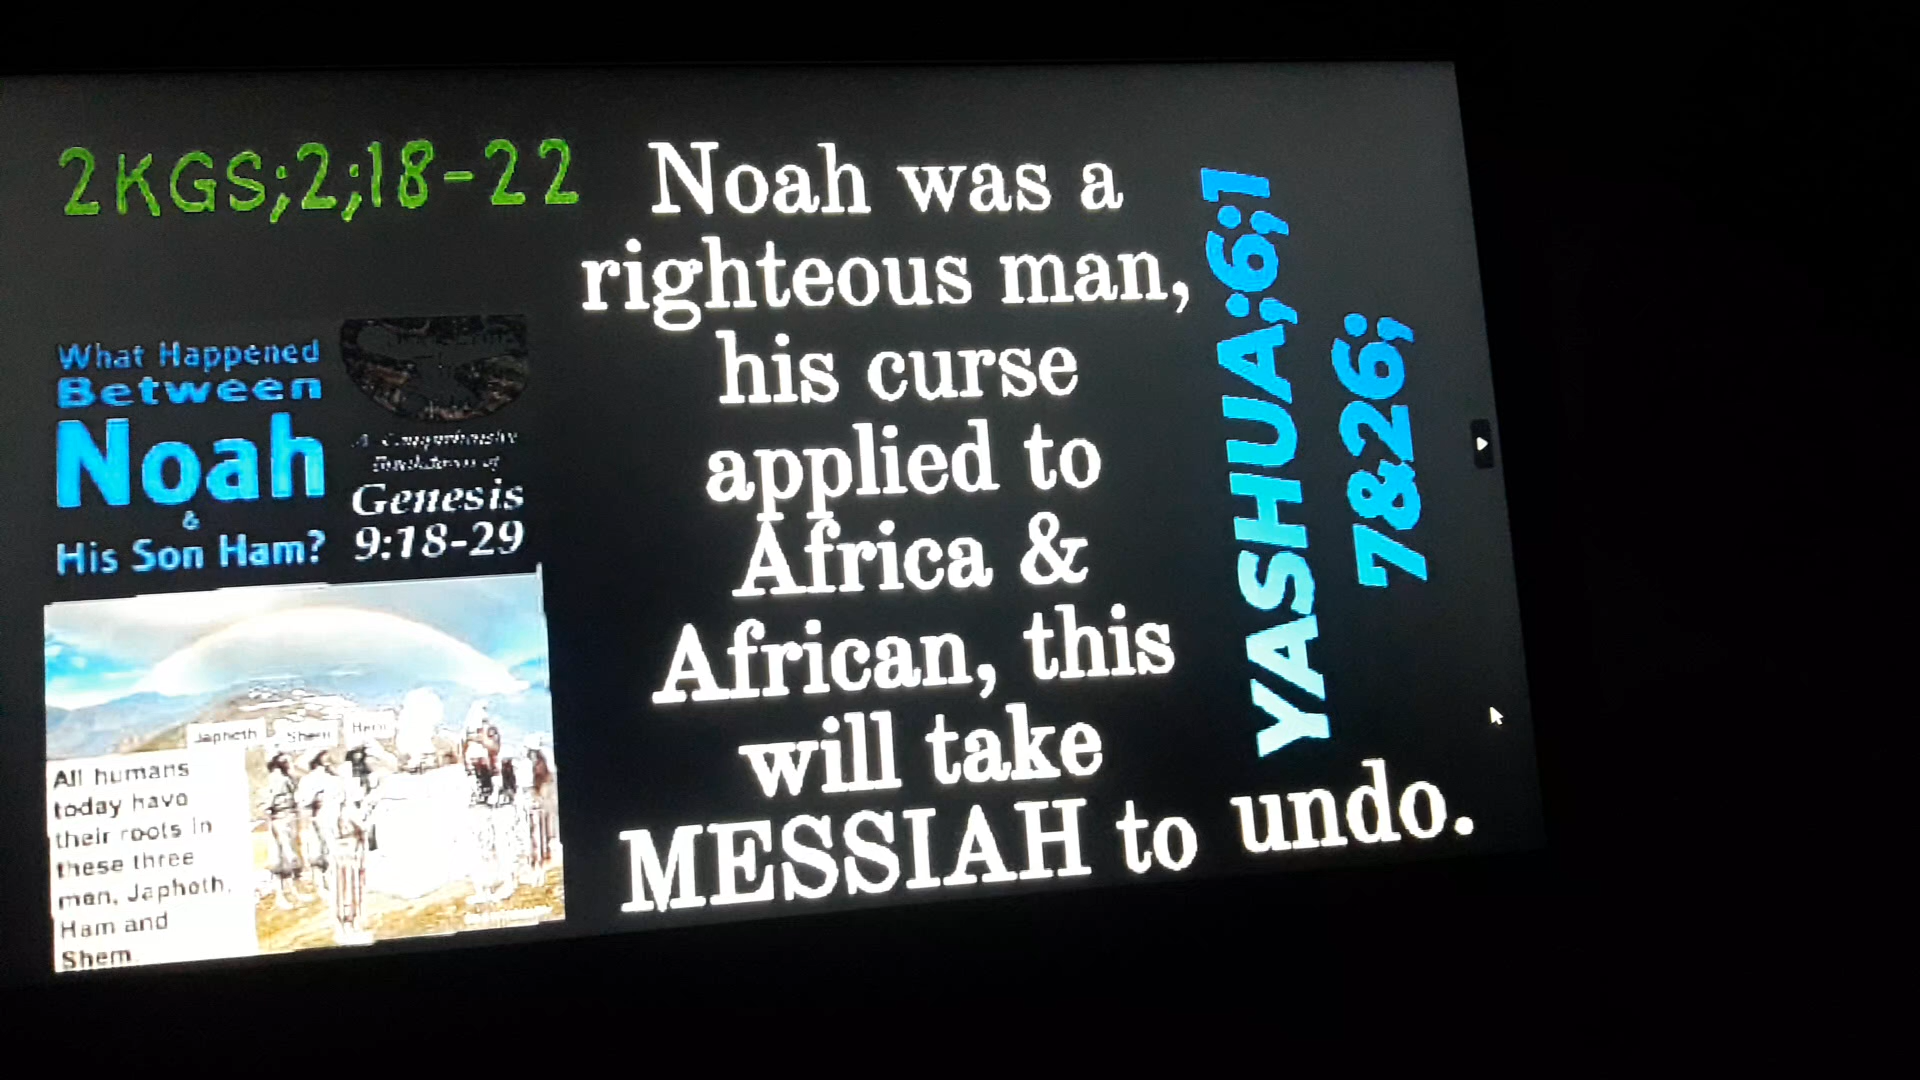 2KGS;2;18-22
What Happened
Between
Noah
&
His Son Ham?
Genesis
9:18-29
Japheth
Shem
Ham
All humans
today have
their roots in
these three
men, Japheth,
Ham and
Shem
Noah was a
righteous man,
his curse
applied to
Africa &
African, this
will take
MESSIAH to undo.
YASHUA;6;1
7&26;